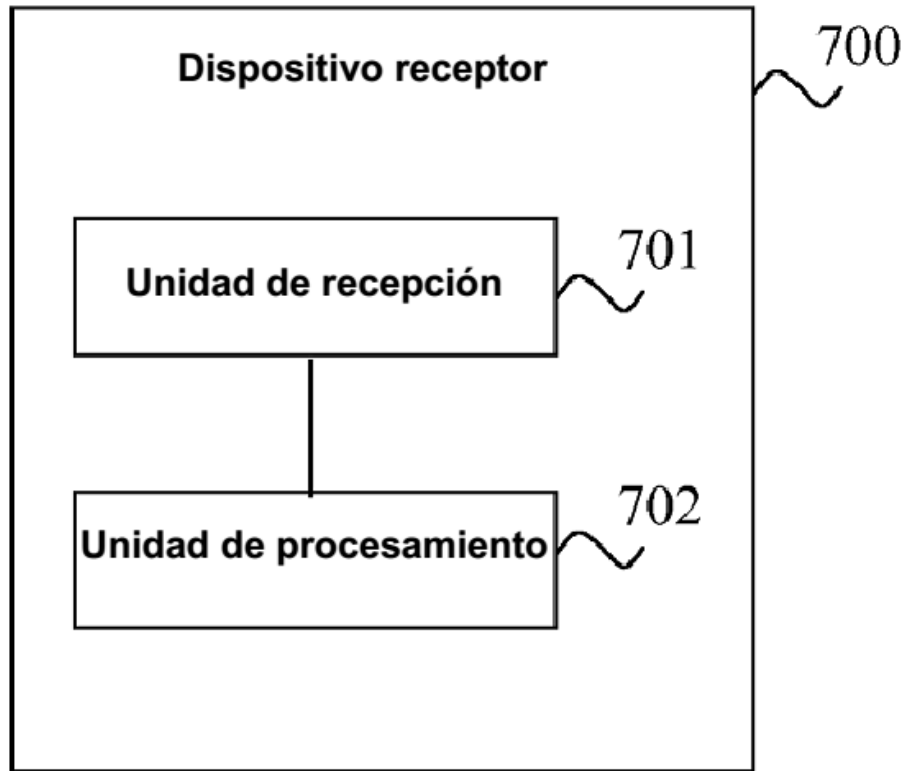 Dispositivo receptor
700
Unidad de recepción
701
Unidad de procesamiento
702